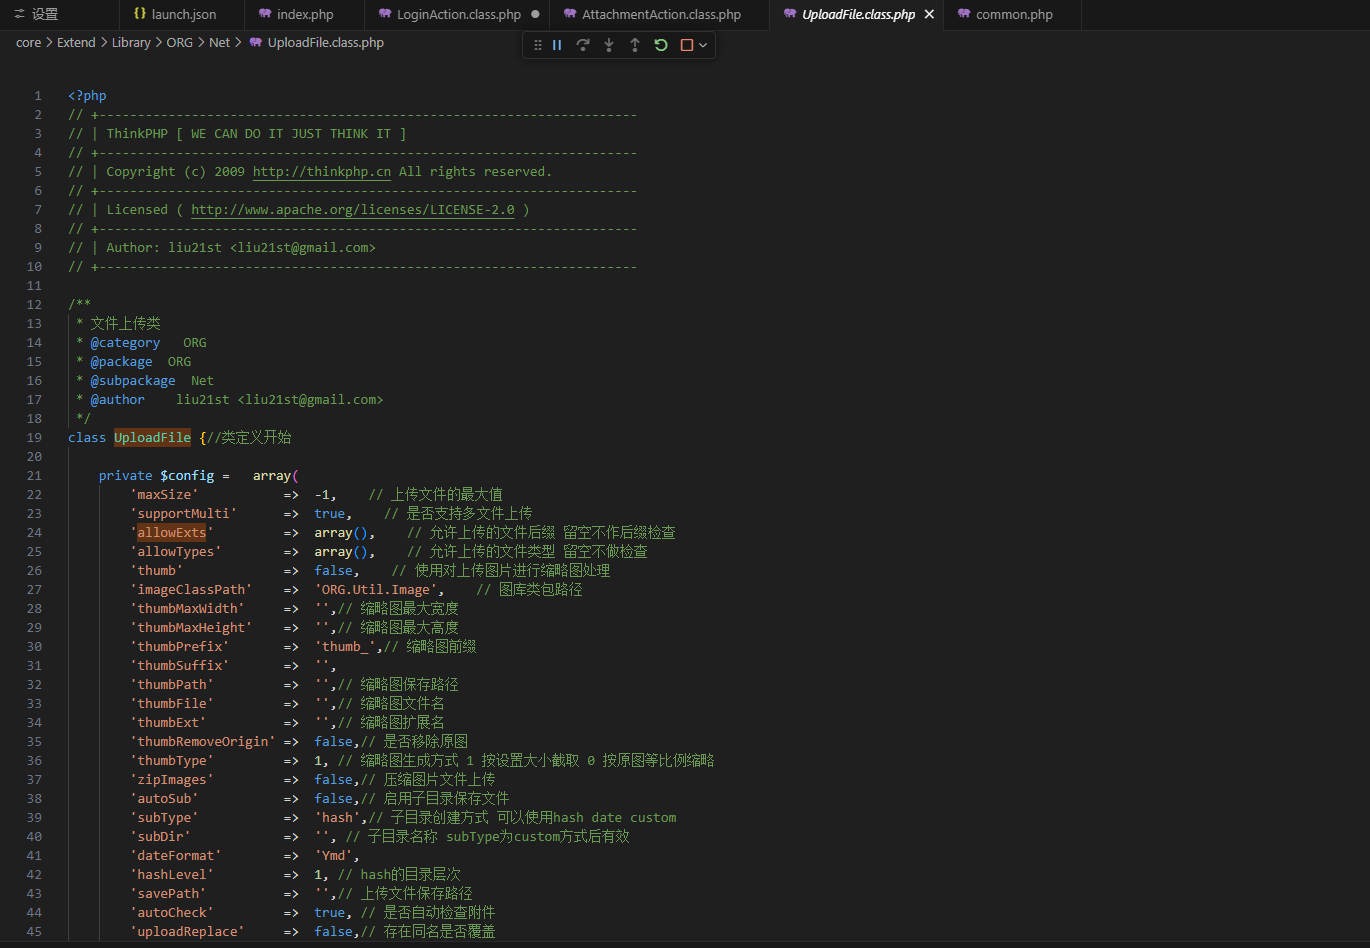 设置
{} launch.json
index.php
LoginAction.class.php
AttachmentAction.class.php
UploadFile.class.php
common.php
core > Extend > Library > ORG > Net > UploadFile.class.php
1 <?php
2 // +----------------------------------------------------------------------
3 // | ThinkPHP [ WE CAN DO IT JUST THINK IT ]
4 // +----------------------------------------------------------------------
5 // | Copyright (c) 2009 http://thinkphp.cn All rights reserved.
6 // +----------------------------------------------------------------------
7 // | Licensed ( http://www.apache.org/licenses/LICENSE-2.0 )
8 // +----------------------------------------------------------------------
9 // | Author: liu21st <liu21st@gmail.com>
10 // +----------------------------------------------------------------------
11
12 /**
13 * 文件上传类
14 * @category   ORG
15 * @package  ORG
16 * @subpackage  Net
17 * @author    liu21st <liu21st@gmail.com>
18 */
19 class UploadFile {//类定义开始
20
21 private $config =   array(
22 'maxSize'           =>  -1,    // 上传文件的最大值
23 'supportMulti'      =>  true,    // 是否支持多文件上传
24 'allowExts'         =>  array(),    // 允许上传的文件后缀 留空不作后缀检查
25 'allowTypes'        =>  array(),    // 允许上传的文件类型 留空不做检查
26 'thumb'             =>  false,    // 使用对上传图片进行缩略图处理
27 'imageClassPath'    =>  'ORG.Util.Image',    // 图库类包路径
28 'thumbMaxWidth'     =>  '',// 缩略图最大宽度
29 'thumbMaxHeight'    =>  '',// 缩略图最大高度
30 'thumbPrefix'       =>  'thumb_',// 缩略图前缀
31 'thumbSuffix'       =>  '',
32 'thumbPath'         =>  '',// 缩略图保存路径
33 'thumbFile'         =>  '',// 缩略图文件名
34 'thumbExt'          =>  '',// 缩略图扩展名
35 'thumbRemoveOrigin' =>  false,// 是否移除原图
36 'thumbType'         =>  1, // 缩略图生成方式 1 按设置大小截取 0 按原图等比例缩略
37 'zipImages'         =>  false,// 压缩图片文件上传
38 'autoSub'           =>  false,// 启用子目录保存文件
39 'subType'           =>  'hash',// 子目录创建方式 可以使用hash date custom
40 'subDir'            =>  '', // 子目录名称 subType为custom方式后有效
41 'dateFormat'        =>  'Ymd',
42 'hashLevel'         =>  1, // hash的目录层次
43 'savePath'          =>  '',// 上传文件保存路径
44 'autoCheck'         =>  true, // 是否自动检查附件
45 'uploadReplace'     =>  false,// 存在同名是否覆盖